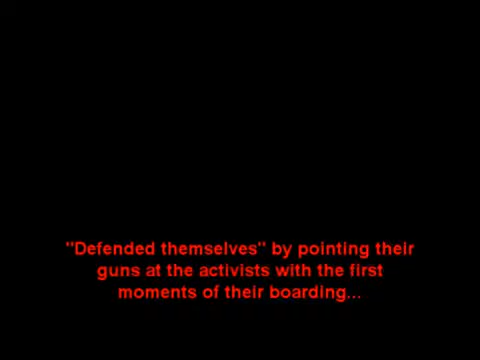 "Defended themselves" by pointing their
guns at the activists with the first
moments of their boarding...